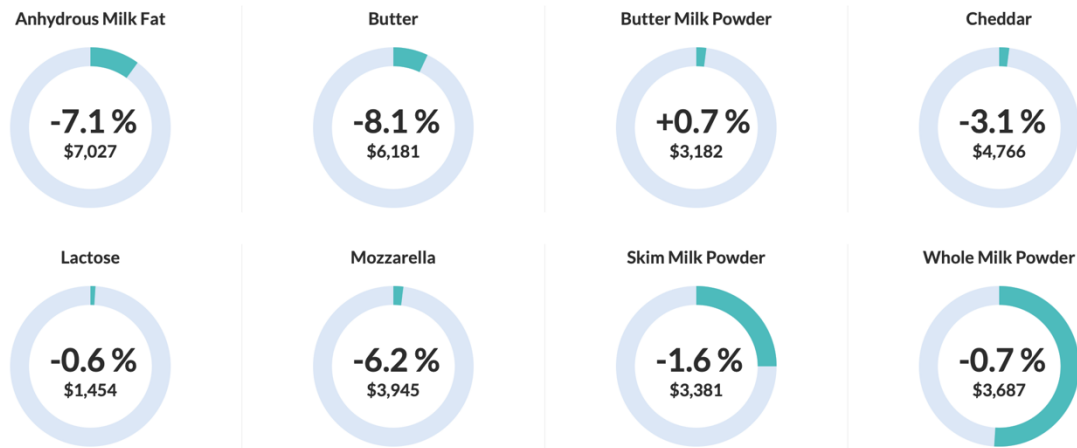 Anhydrous Milk Fat
-7.1 %
$7,027
Butter
-8.1 %
$6,181
Butter Milk Powder
+0.7 %
$3,182
Cheddar
-3.1 %
$4,766
Lactose
-0.6 %
$1,454
Mozzarella
-6.2 %
$3,945
Skim Milk Powder
-1.6 %
$3,381
Whole Milk Powder
-0.7 %
$3,687